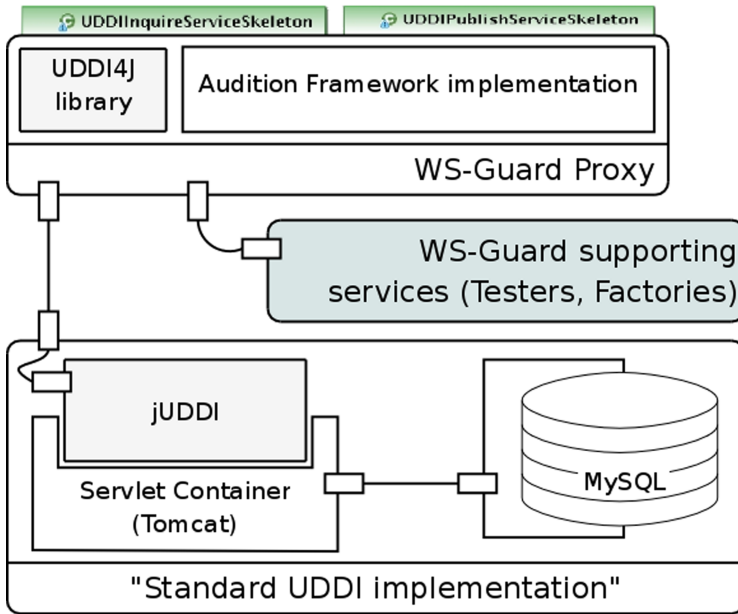 UDDIInquireServiceSkeleton
UDDIPublishServiceSkeleton
UDDI4J
library
Audition Framework implementation
WS-Guard Proxy
WS-Guard supporting
services (Testers, Factories)
jUDDI
Servlet Container
(Tomcat)
MySQL
"Standard UDDI implementation"